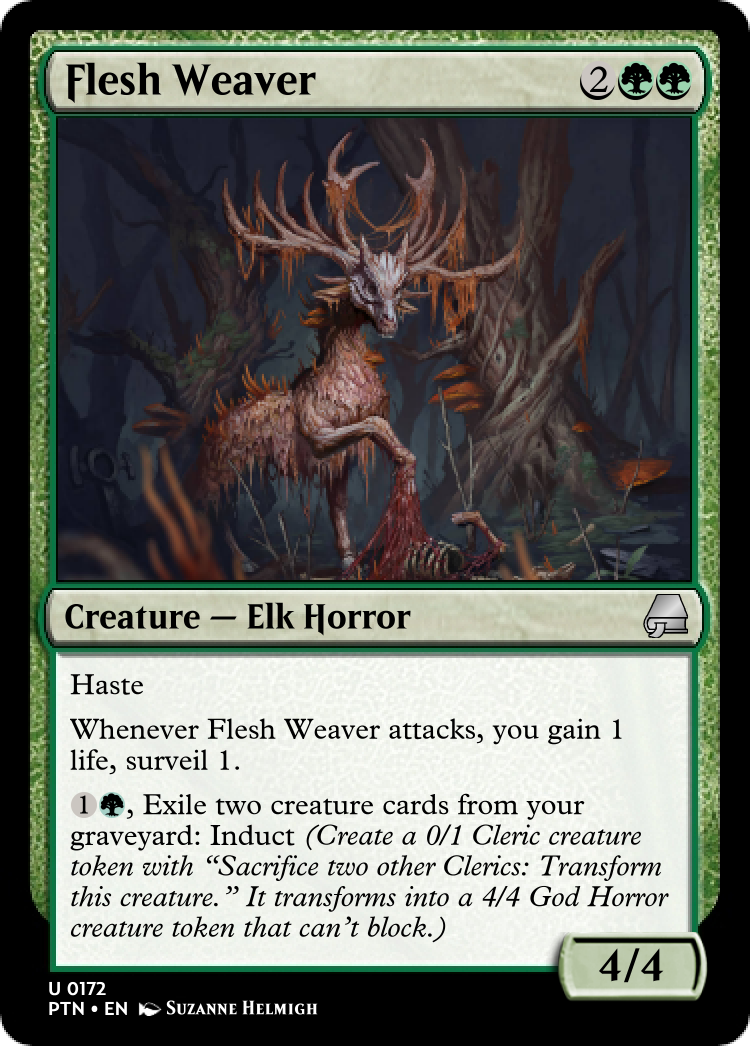 Flesh Weaver 2
Creature — Elk Horror
Haste
Whenever Flesh Weaver attacks, you gain 1
life, surveil 1.
1 , Exile two creature cards from your
graveyard: Induct (Create a 0/1 Cleric creature
token with “Sacrifice two other Clerics: Transform
this creature.” It transforms into a 4/4 God Horror
creature token that can’t block.)
4/4
U 0172
PTN • EN SUZANNE HELMIGH